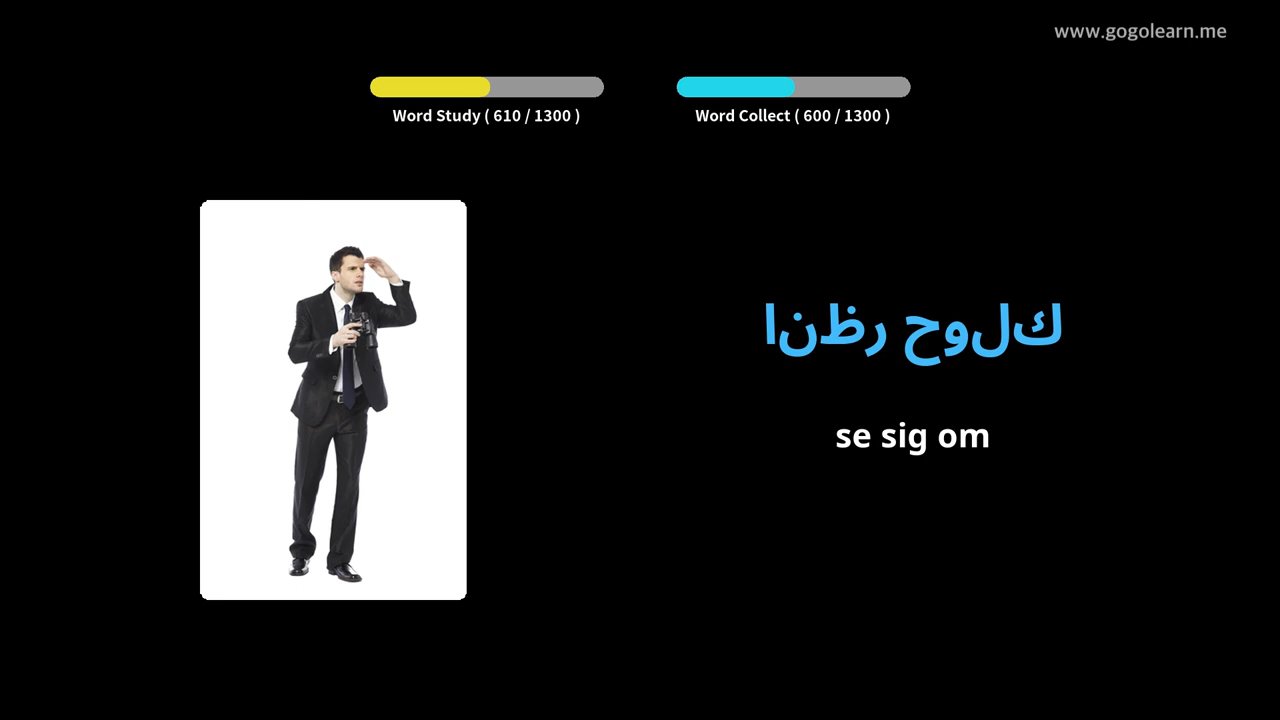 www.gogolearn.me
Word Study ( 610 / 1300 )
Word Collect ( 600 / 1300 )
انظر حولك
se sig om